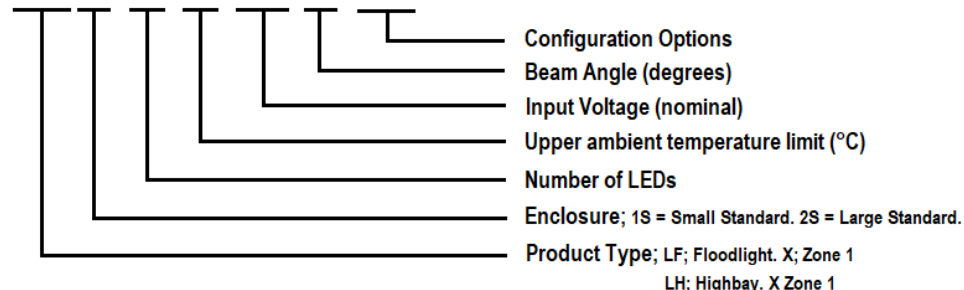 Configuration Options
Beam Angle (degrees)
Input Voltage (nominal)
Upper ambient temperature limit (°C)
Number of LEDs
Enclosure; 1S = Small Standard. 2S = Large Standard.
Product Type; LF; Floodlight. X; Zone 1
LH; Highbay. X Zone 1